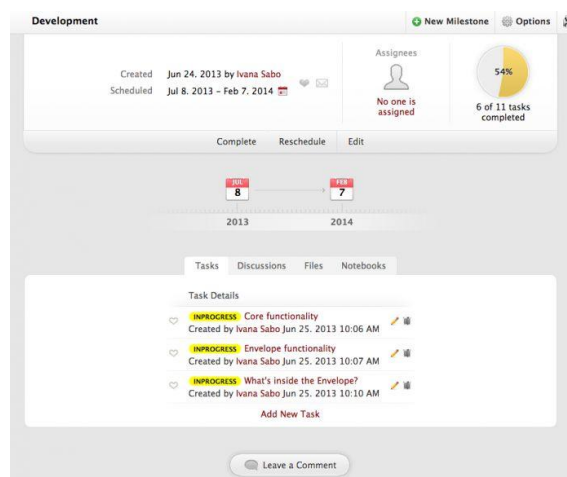 Development
New Milestone
Options
Created Jun 24. 2013 by Ivana Sabo
Scheduled Jul 8. 2013 – Feb 7. 2014
Assignees
No one is
assigned
54%
6 of 11 tasks
completed
Complete Reschedule Edit
JUL
8
FEB
7
2013 2014
Tasks Discussions Files Notebooks
Task Details
INPROGRESS Core functionality
Created by Ivana Sabo Jun 25. 2013 10:06 AM
INPROGRESS Envelope functionality
Created by Ivana Sabo Jun 25. 2013 10:07 AM
INPROGRESS What's inside the Envelope?
Created by Ivana Sabo Jun 25. 2013 10:10 AM
Add New Task
Leave a Comment